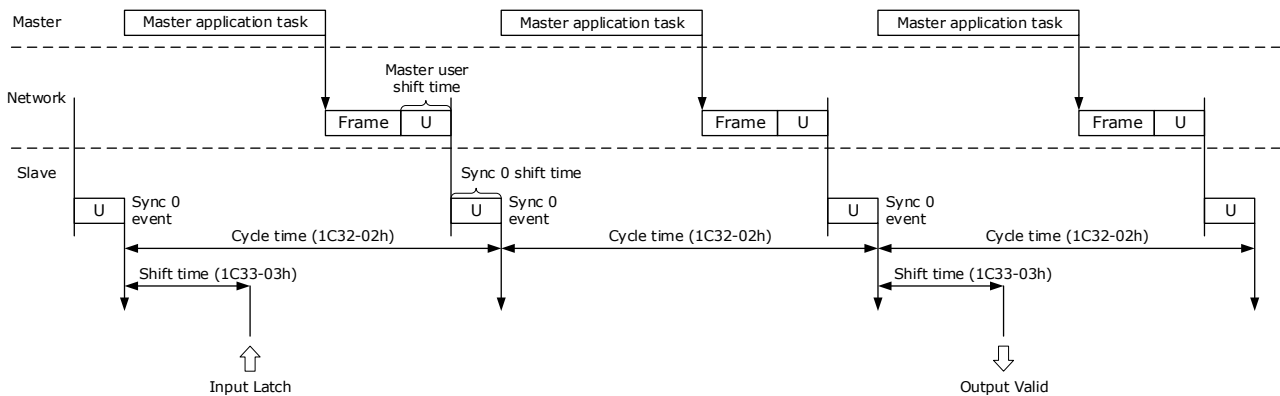 Master
Master application task
Master application task
Master application task
Master user
shift time
Network
Frame
U
Frame
U
Frame
U
Slave
Sync 0 shift time
U
Sync 0
event
U
Sync 0
event
U
Sync 0
event
U
Cycle time (1C32-02h)
Cycle time (1C32-02h)
Cycle time (1C32-02h)
Shift time (1C33-03h)
Shift time (1C33-03h)
Input Latch
Output Valid